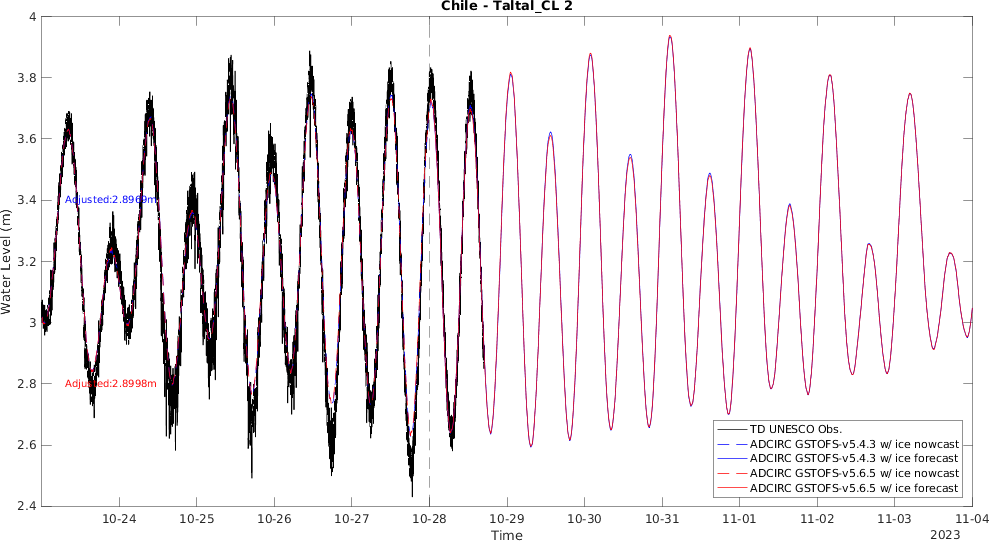 Chile - Taltal_CL 2
4
3.8
3.6
3.4
3.2
3
2.8
2.6
2.4
Water Level (m)
Adjusted:2.8969m
Adjusted:2.8998m
TD UNESCO Obs.
ADCIRC GSTOFS-v5.4.3 w/ ice nowcast
ADCIRC GSTOFS-v5.4.3 w/ ice forecast
ADCIRC GSTOFS-v5.6.5 w/ ice nowcast
ADCIRC GSTOFS-v5.6.5 w/ ice forecast
10-24 10-25 10-26 10-27 10-28 10-29 10-30 10-31 11-01 11-02 11-03 11-04
Time
2023